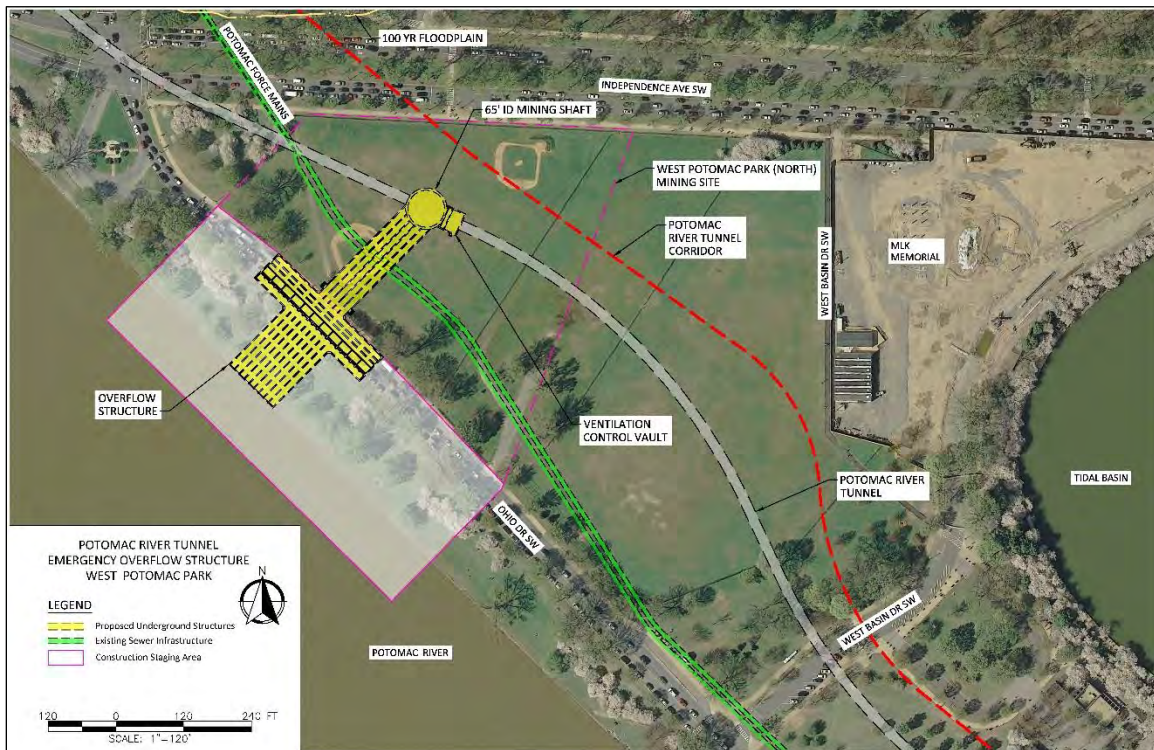 100 YR FLOODPLAIN
POTOMAC FORCE MAINS
INDEPENDENCE AVE SW
65' ID MINING SHAFT
WEST POTOMAC PARK (NORTH)
MINING SITE
POTOMAC
RIVER TUNNEL
CORRIDOR
WEST BASIN DR SW
MLK
MEMORIAL
OVERFLOW
STRUCTURE
VENTILATION
CONTROL VAULT
POTOMAC RIVER
TUNNEL
TIDAL BASIN
OHIO DR SW
WEST BASIN DR SW
POTOMAC RIVER
POTOMAC RIVER TUNNEL
EMERGENCY OVERFLOW STRUCTURE
WEST POTOMAC PARK
N
LEGEND
Proposed Underground Structures
Existing Sewer Infrastructure
Construction Staging Area
120 0 120 240 FT
SCALE: 1"-120'